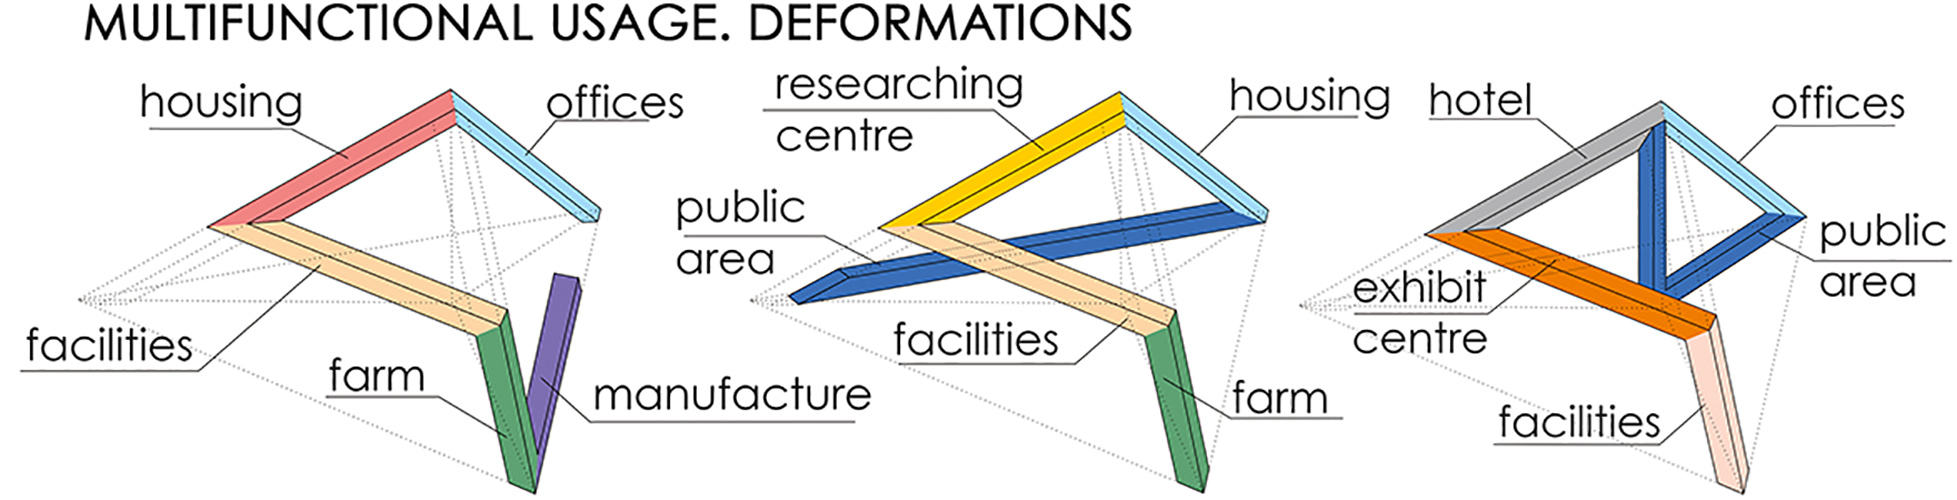 MULTIFUNCTIONAL USAGE. DEFORMATIONS
housing
offices
facilities
farm
manufacture
researching
centre
housing
public
area
facilities
farm
hotel
offices
public
area
exhibit
centre
facilities